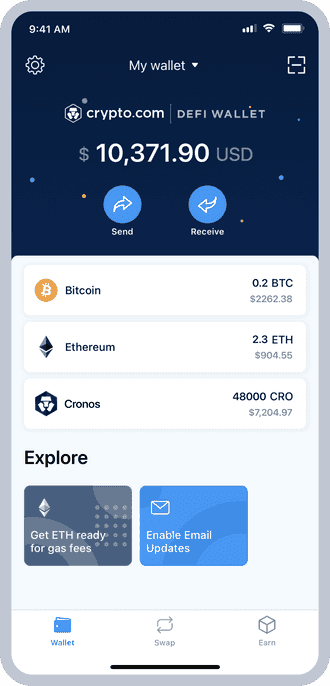 9:41 AM
My wallet
crypto.com | DEFI WALLET
$ 10,371.90 USD
Send
Receive
Bitcoin
0.2 BTC
$2262.38
Ethereum
2.3 ETH
$904.55
Cronos
48000 CRO
$7,204.97
Explore
Get ETH ready
for gas fees
Enable Email
Updates
Wallet
Swap
Earn